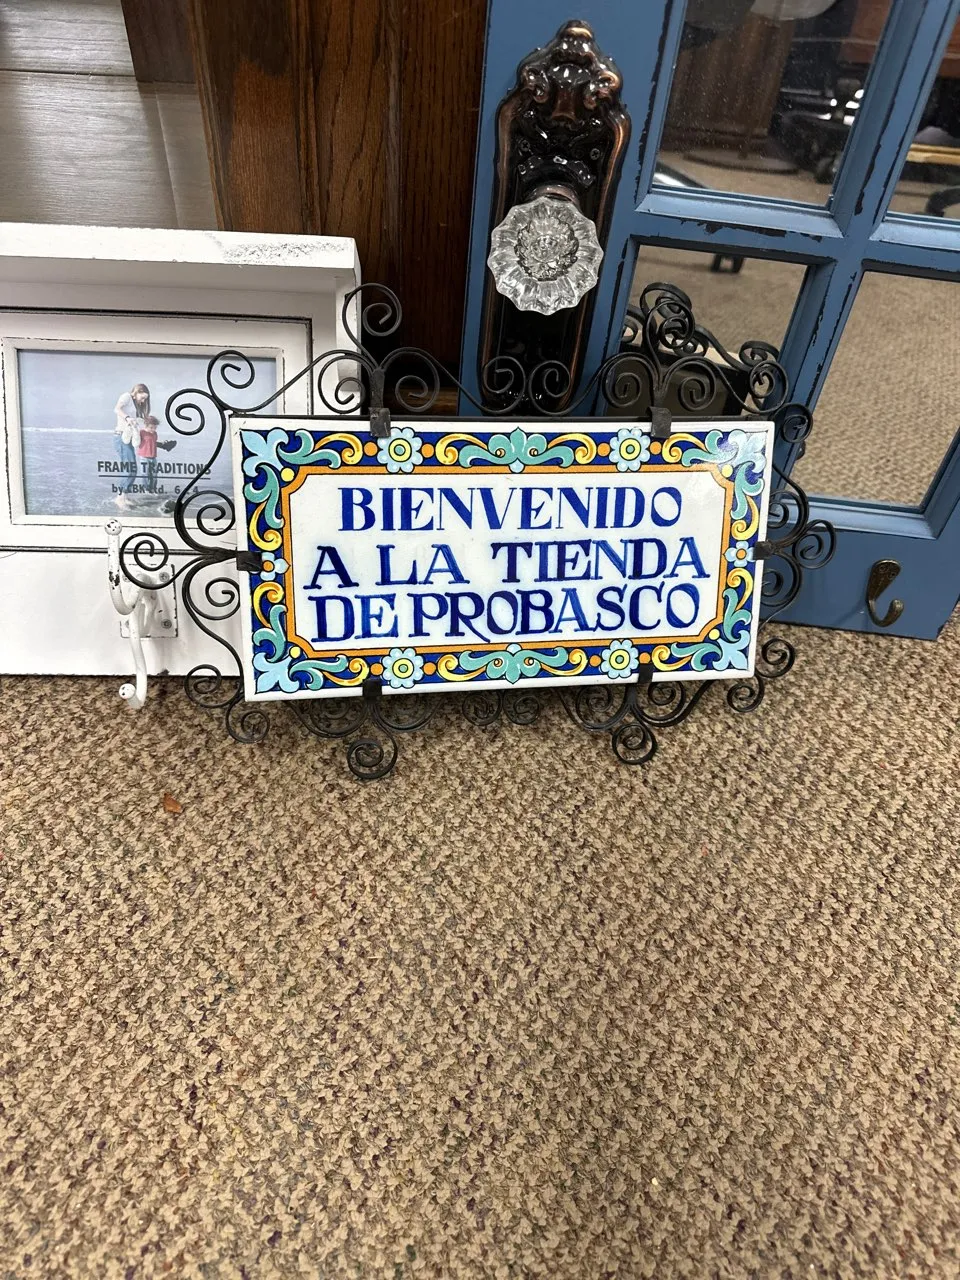 FRAME TRADITIONS
BIENVENIDO
A LA TIENDA
DE PROBASCO